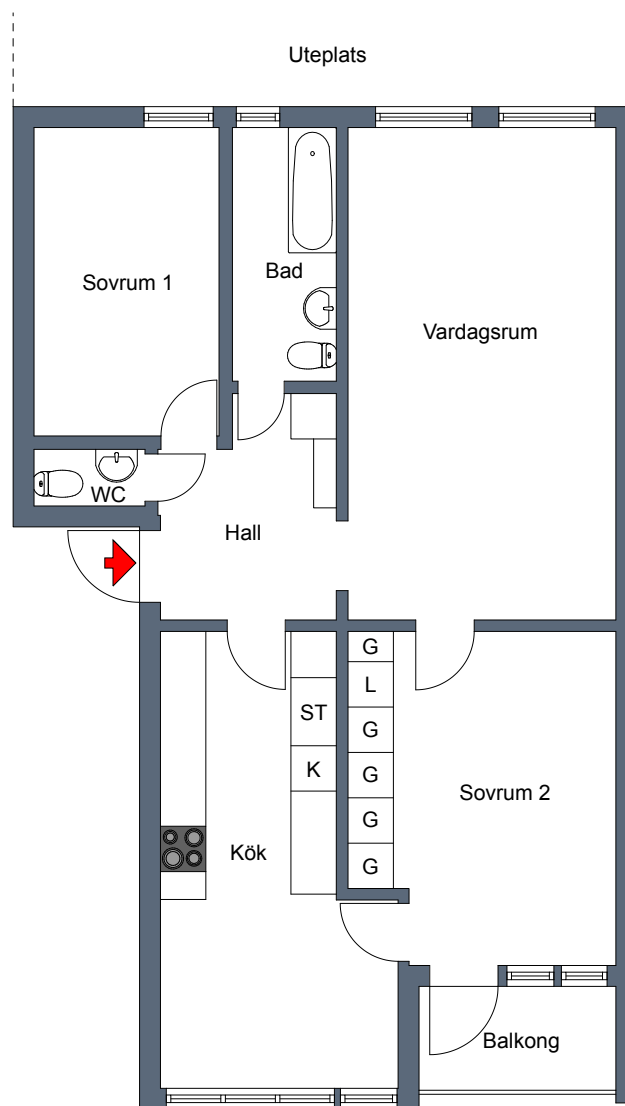 Uteplats
Sovrum 1
Bad
Vardagsrum
WC
Hall
G
L
ST
G
K
G
Sovrum 2
G
Kök
G
Balkong